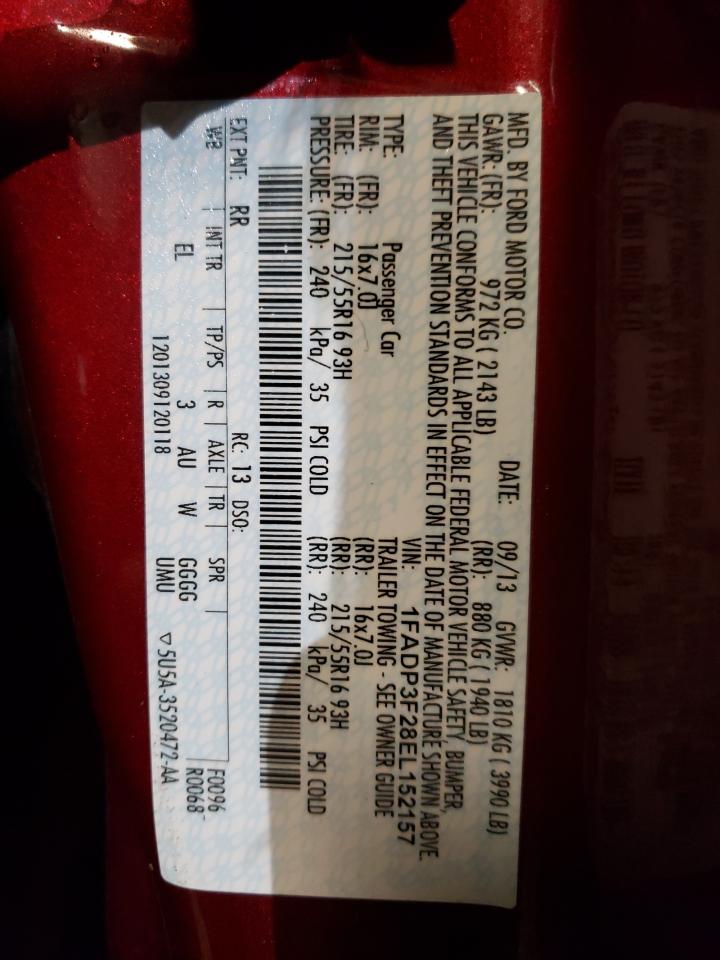 MFD. BY FORD MOTOR CO. DATE: 09/13 GVWR: 1810 KG ( 3990 LB)
GAWR: (FR): 972 KG ( 2143 LB) (RR): 880 KG ( 1940 LB)
THIS VEHICLE CONFORMS TO ALL APPLICABLE FEDERAL MOTOR VEHICLE SAFETY, BUMPER,
AND THEFT PREVENTION STANDARDS IN EFFECT ON THE DATE OF MANUFACTURE SHOWN ABOVE.
VIN: 1FADP3F28EL152157
TYPE: Passenger Car TRAILER TOWING - SEE OWNER GUIDE
RIM: (FR): 16x7.0J (RR): 16x7.0J
TIRE: (FR): 215/55R16 93H (RR): 215/55R16 93H
PRESSURE: (FR): 240 kPa/ 35 PSI COLD (RR): 240 kPa/ 35 PSI COLD
EXT PNT: RR RC: 13 DSO: F0096
WB INT TR TP/PS R AXLE TR SPR R0068-
EL 3 AU W GGGG
UMU
1201309120118 ▽5U5A-3520472-AA